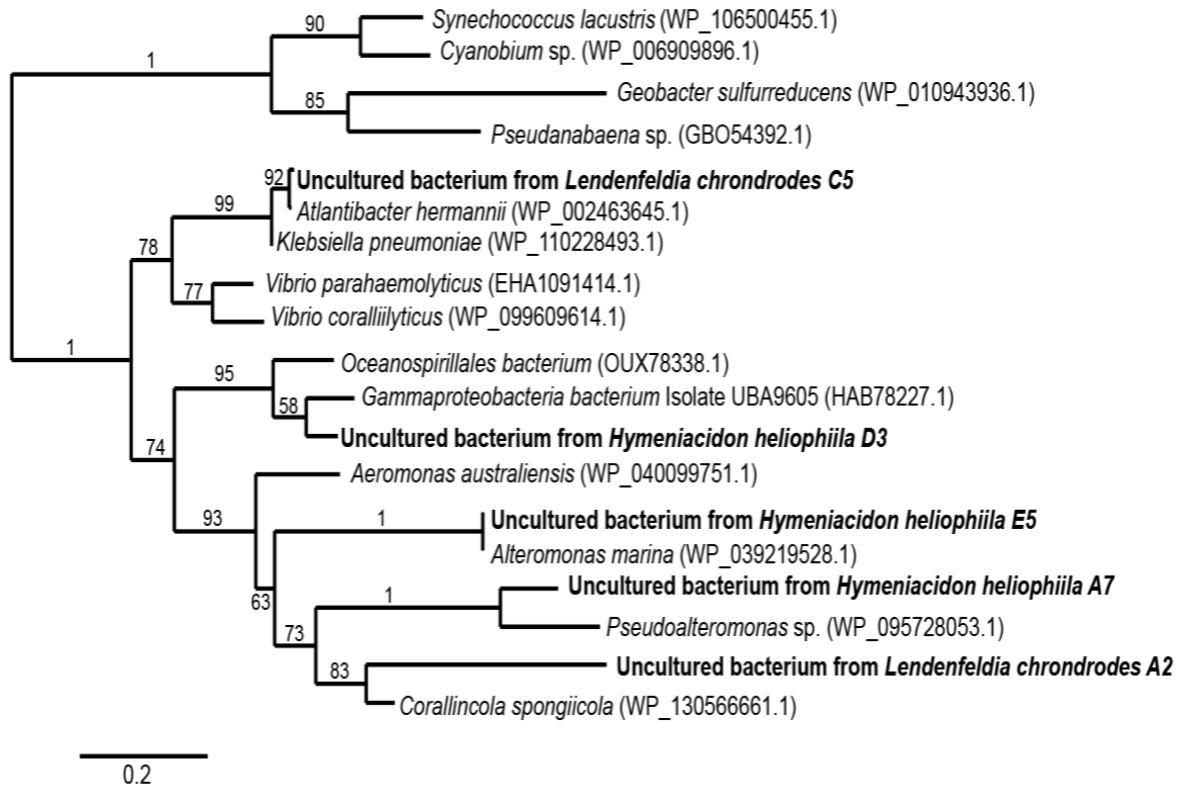 90
Synechococcus lacustris (WP_106500455.1)
Cyanobium sp. (WP_006909896.1)
1
Geobacter sulfurreducens (WP_010943936.1)
85
Pseudanabaena sp. (GBO54392.1)
92
Uncultured bacterium from Lendenfeldia chrondrodes C5
99
Atlantibacter hermannii (WP_002463645.1)
Klebsiella pneumoniae (WP_110228493.1)
78
Vibrio parahaemolyticus (EHA1091414.1)
77
Vibrio coralliilyticus (WP_099609614.1)
1
Oceanospirillales bacterium (OUX78338.1)
95
Gammaproteobacteria bacterium Isolate UBA9605 (HAB78227.1)
58
Uncultured bacterium from Hymeniacidon heliophiila D3
74
Aeromonas australiensis (WP_040099751.1)
93
1
Uncultured bacterium from Hymeniacidon heliophiila E5
Alteromonas marina (WP_039219528.1)
63
1
Uncultured bacterium from Hymeniacidon heliophiila A7
Pseudoalteromonas sp. (WP_095728053.1)
73
83
Uncultured bacterium from Lendenfeldia chrondrodes A2
Corallincola spongiicola (WP_130566661.1)
0.2